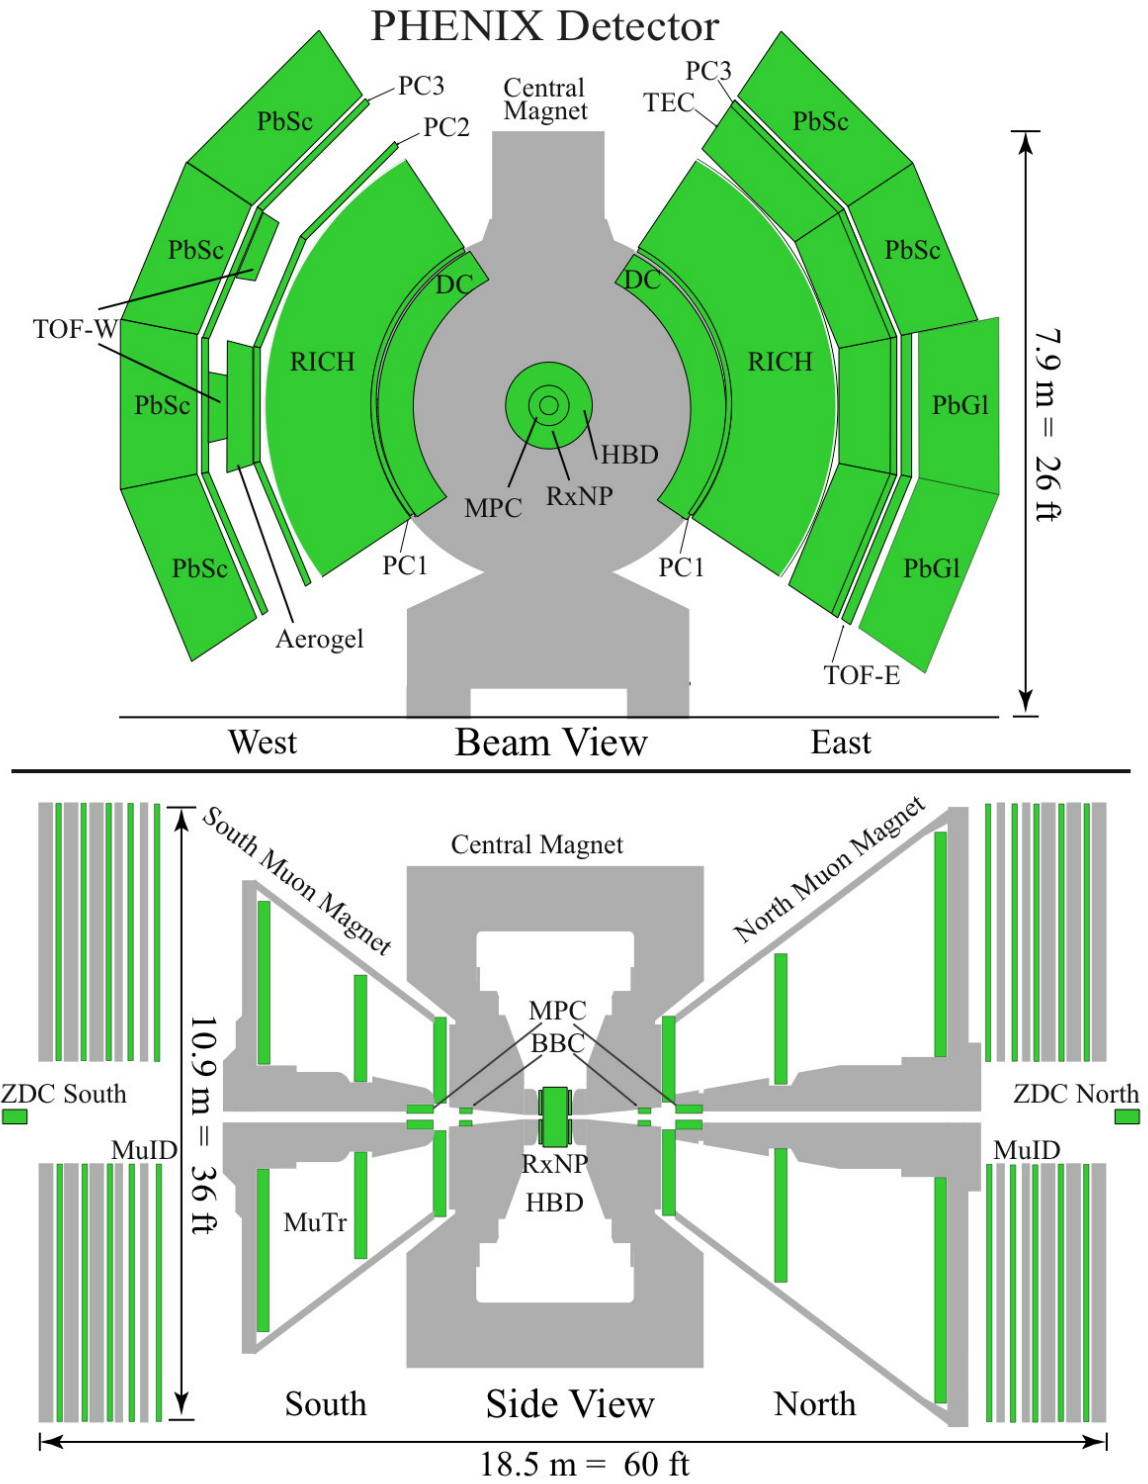 PHENIX Detector
Central
Magnet
PC3
PC2
PC3
TEC
PbSc
PbSc
PbSc
PbSc
DC
DC
TOF-W
RICH
RICH
PbSc
PbGl
HBD
RxNP
MPC
7.9 m = 26 ft
PbSc
PC1
PC1
PbGl
Aerogel
TOF-E
West
Beam View
East
South Muon Magnet
Central Magnet
North Muon Magnet
MPC
BBC
10.9 m = 36 ft
ZDC South
ZDC North
MuID
MuID
RxNP
HBD
MuTr
South
Side View
North
18.5 m = 60 ft